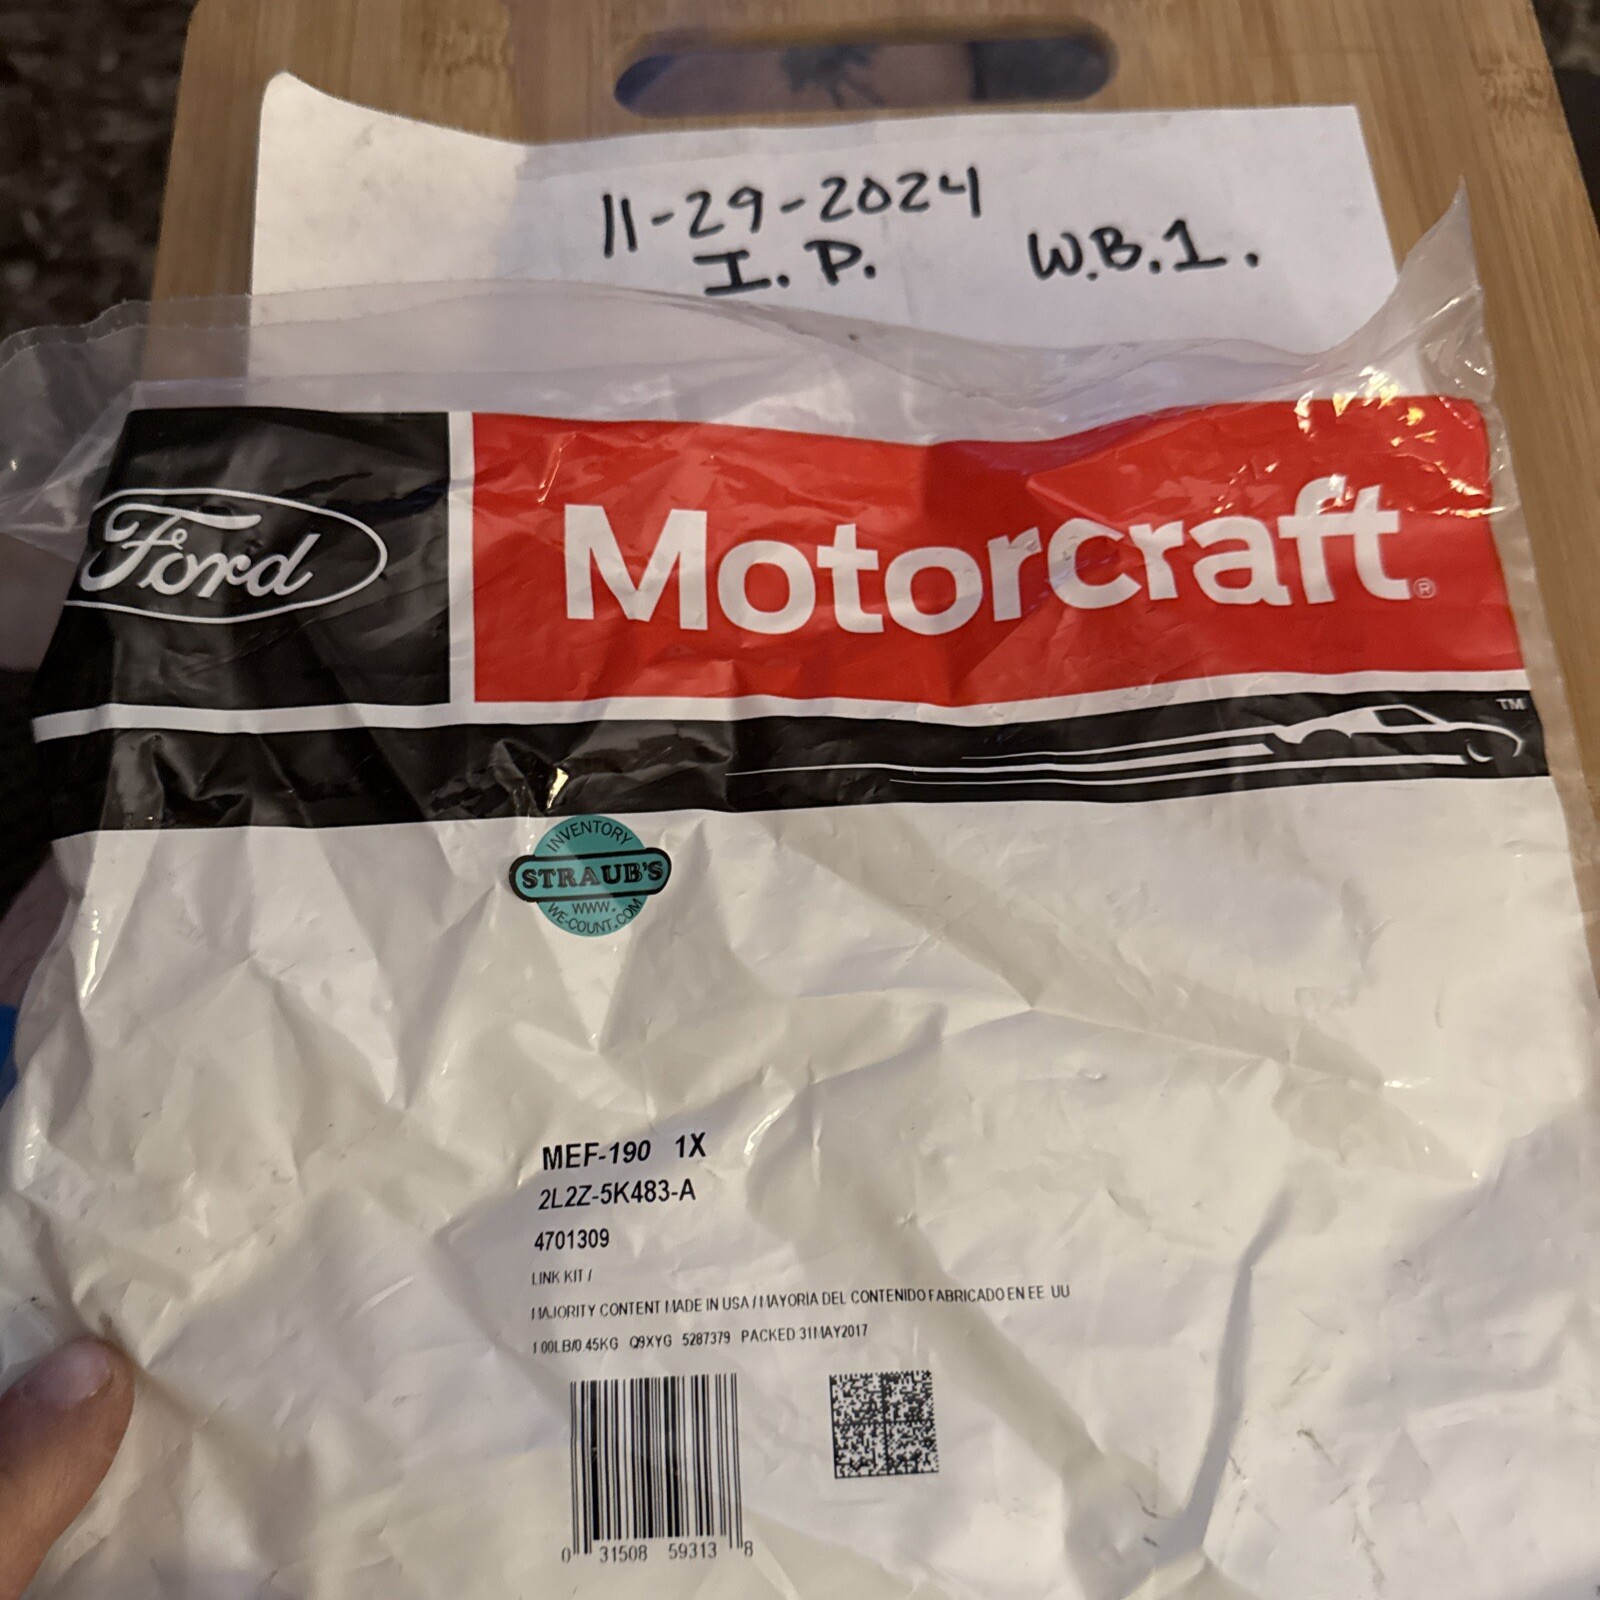 11-29-2024
I. P. W.B.1.
Ford Motorcraft®
TM
INVENTORY
STRAUB'S
WWW.
WE-COUNT.COM
MEF-190 1X
2L2Z-5K483-A
4701309
LINK KIT /
MAJORITY CONTENT MADE IN USA / MAYORÍA DEL CONTENIDO FABRICADO EN EE UU
1.00LB/0.45KG Q9XYG 5287379 PACKED 31MAY2017
0 31508 59313 8